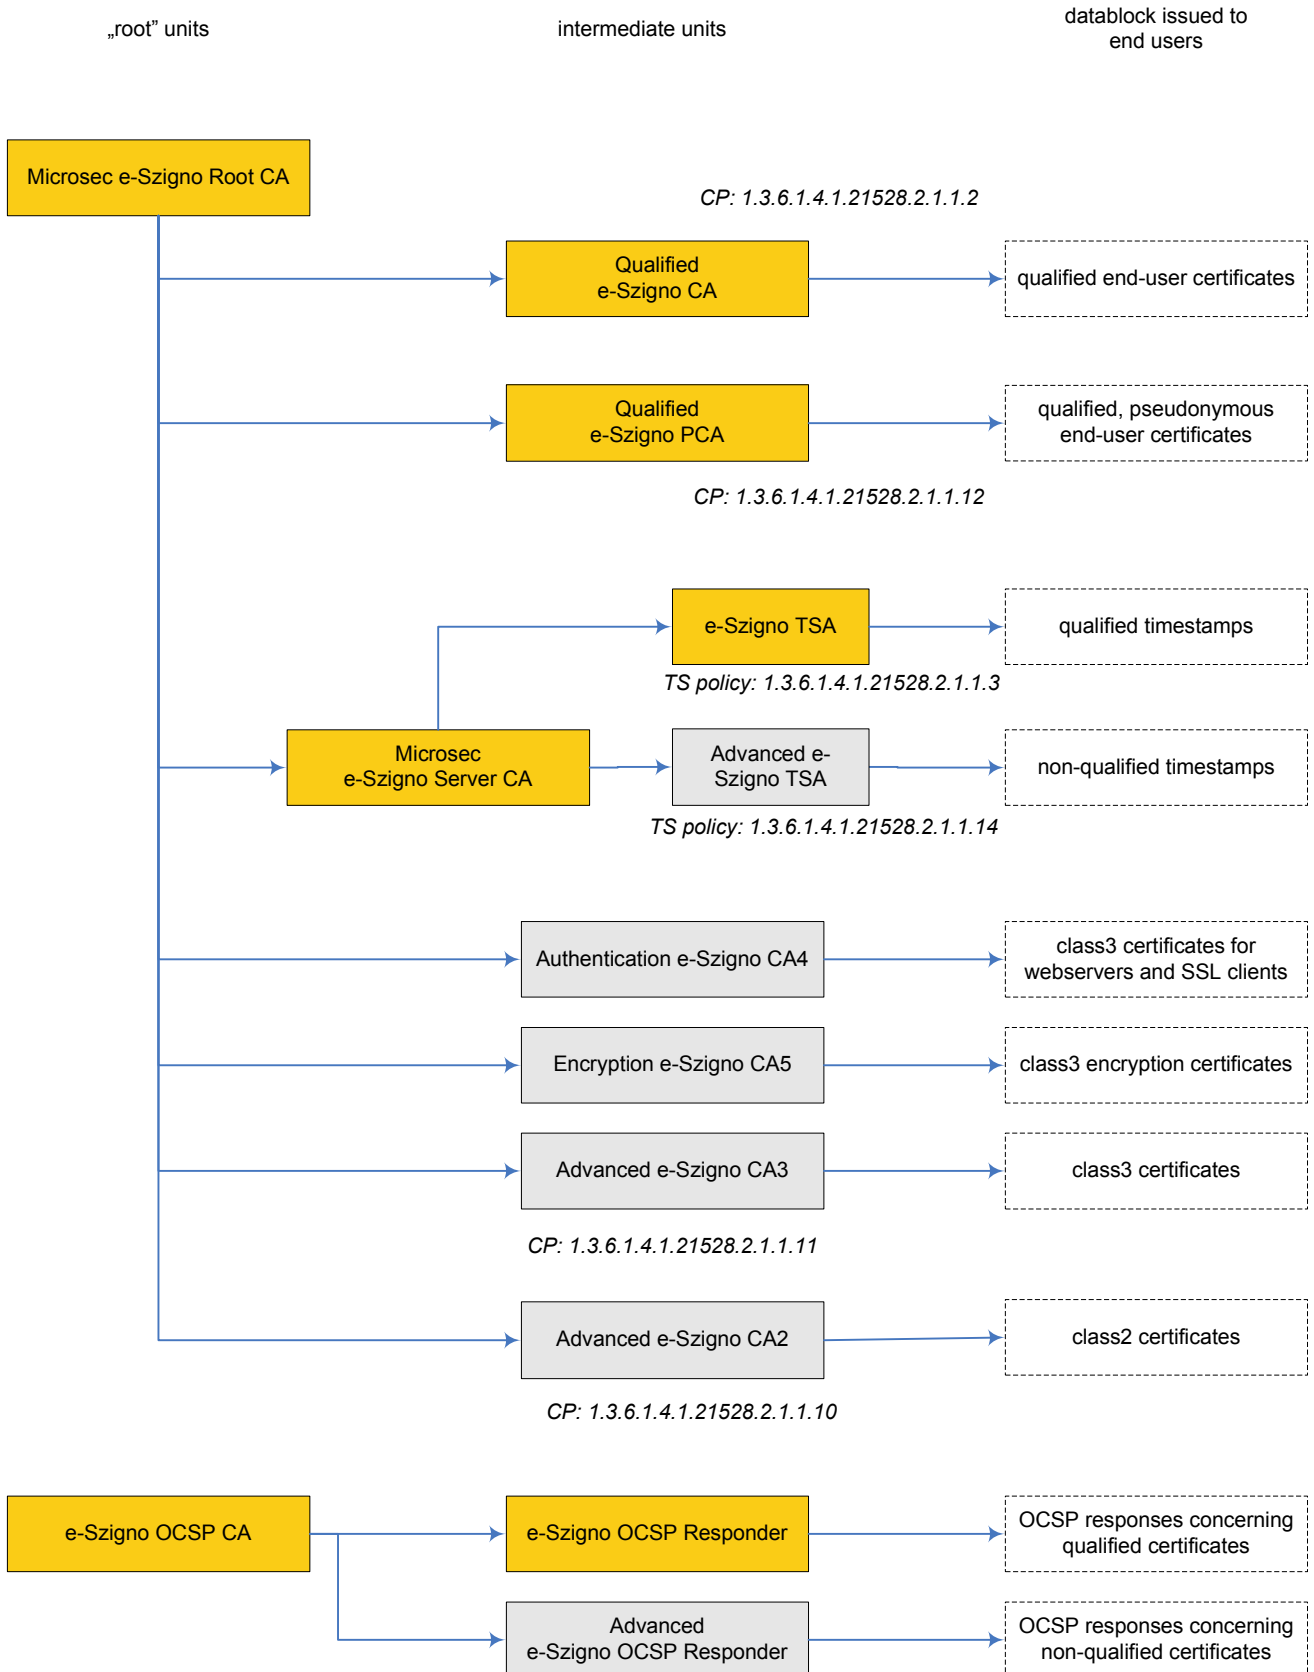 „root” units
intermediate units
datablock issued to
end users
Microsec e-Szigno Root CA
CP: 1.3.6.1.4.1.21528.2.1.1.2
Qualified
e-Szigno CA
qualified end-user certificates
Qualified
e-Szigno PCA
qualified, pseudonymous
end-user certificates
CP: 1.3.6.1.4.1.21528.2.1.1.12
e-Szigno TSA
qualified timestamps
TS policy: 1.3.6.1.4.1.21528.2.1.1.3
Microsec
e-Szigno Server CA
Advanced e-
Szigno TSA
non-qualified timestamps
TS policy: 1.3.6.1.4.1.21528.2.1.1.14
Authentication e-Szigno CA4
class3 certificates for
webservers and SSL clients
Encryption e-Szigno CA5
class3 encryption certificates
Advanced e-Szigno CA3
class3 certificates
CP: 1.3.6.1.4.1.21528.2.1.1.11
Advanced e-Szigno CA2
class2 certificates
CP: 1.3.6.1.4.1.21528.2.1.1.10
e-Szigno OCSP CA
e-Szigno OCSP Responder
OCSP responses concerning
qualified certificates
Advanced
e-Szigno OCSP Responder
OCSP responses concerning
non-qualified certificates